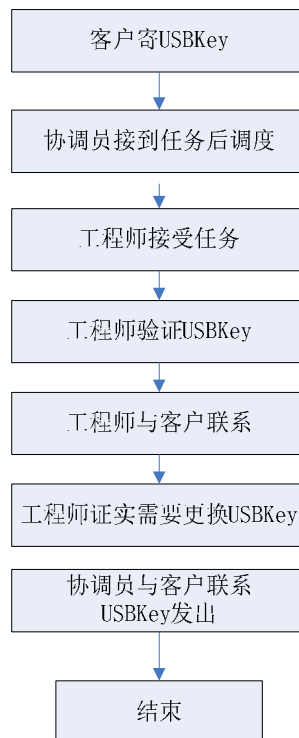 客户寄USBKey
协调员接到任务后调度
工程师接受任务
工程师验证USBKey
工程师与客户联系
工程师证实需要更换USBKey
协调员与客户联系
USBKey发出
结束